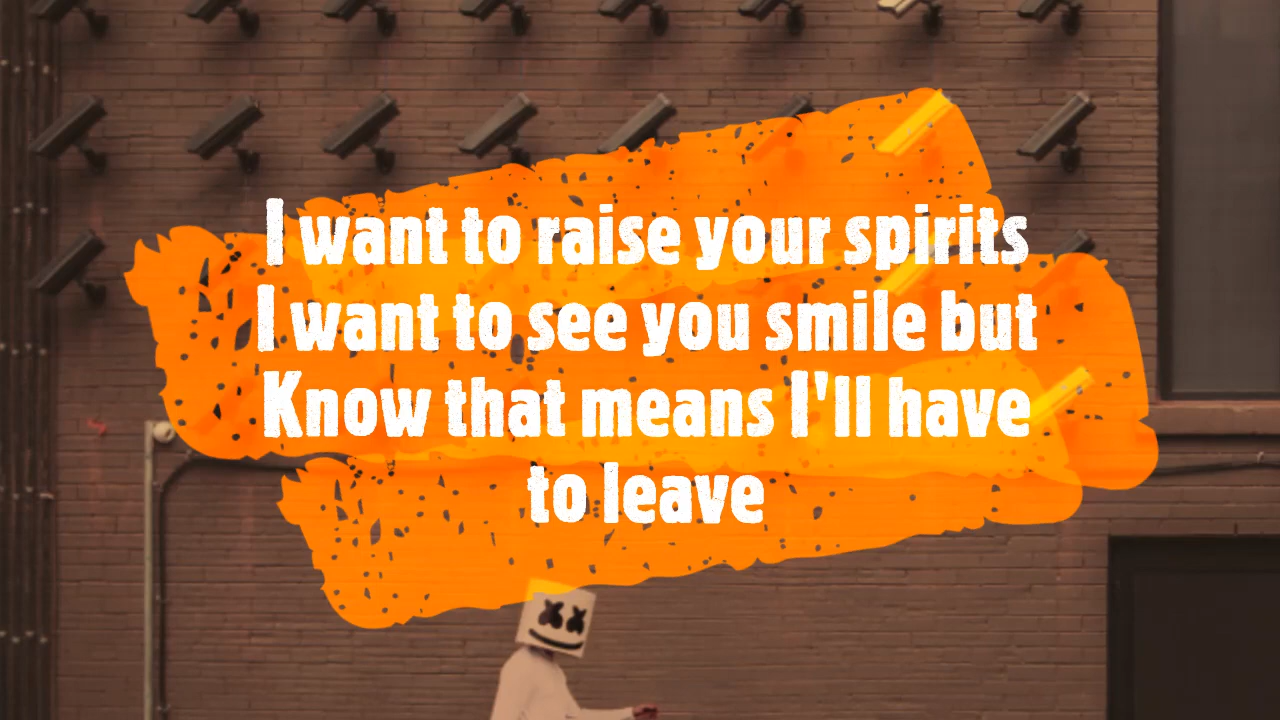 I want to raise your spirits
I want to see you smile but
Know that means I'll have
to leave